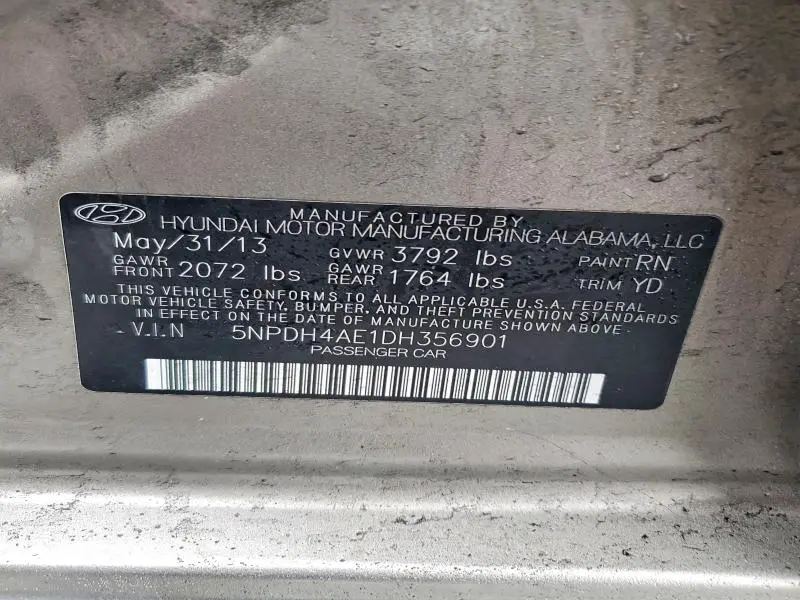 MANUFACTURED BY
HYUNDAI MOTOR MANUFACTURING ALABAMA, LLC
May/31/13 GVWR 3792 lbs PAINT RN
GAWR FRONT 2072 lbs GAWR REAR 1764 lbs TRIM YD
THIS VEHICLE CONFORMS TO ALL APPLICABLE U.S.A. FEDERAL
MOTOR VEHICLE SAFETY, BUMPER, AND THEFT PREVENTION STANDARDS
IN EFFECT ON THE DATE OF MANUFACTURE SHOWN ABOVE.
V.I.N 5NPDH4AE1DH356901
PASSENGER CAR